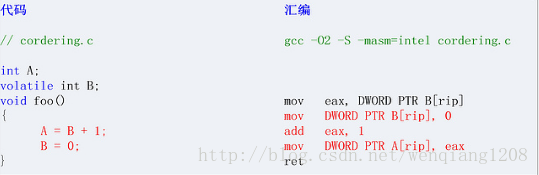 代码 汇编
// cordering.c gcc -O2 -S -masm=intel cordering.c
int A;
volatile int B;
void foo() mov eax, DWORD PTR B[rip]
{ mov DWORD PTR B[rip], 0
A = B + 1; add eax, 1
B = 0; mov DWORD PTR A[rip], eax
} ret
http://blog.csdn.net/wenqiang1208